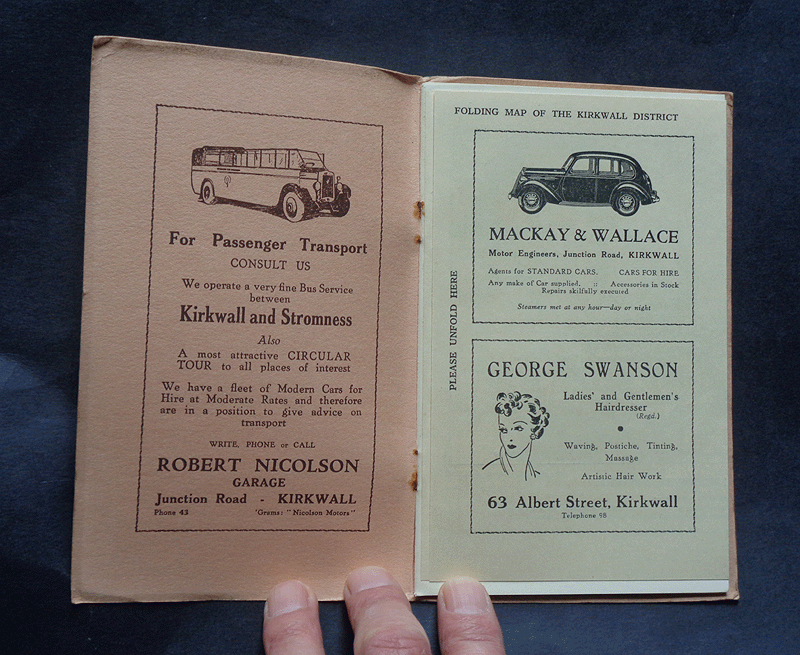 For Passenger Transport
CONSULT US
We operate a very fine Bus Service
between
Kirkwall and Stromness
Also
A most attractive CIRCULAR
TOUR to all places of interest
We have a fleet of Modern Cars for
Hire at Moderate Rates and therefore
are in a position to give advice on
transport
WRITE, PHONE or CALL
ROBERT NICOLSON
GARAGE
Junction Road - KIRKWALL
Phone 43 'Grams: "Nicolson Motors"
FOLDING MAP OF THE KIRKWALL DISTRICT
PLEASE UNFOLD HERE
MACKAY & WALLACE
Motor Engineers, Junction Road, KIRKWALL
Agents for STANDARD CARS. CARS FOR HIRE
Any make of Car supplied. :: Accessories in Stock
Repairs skilfully executed
Steamers met at any hour—day or night
GEORGE SWANSON
Ladies' and Gentlemen's
Hairdresser
(Regd.)
Waving, Postiche, Tinting,
Massage
Artistic Hair Work
63 Albert Street, Kirkwall
Telephone 98